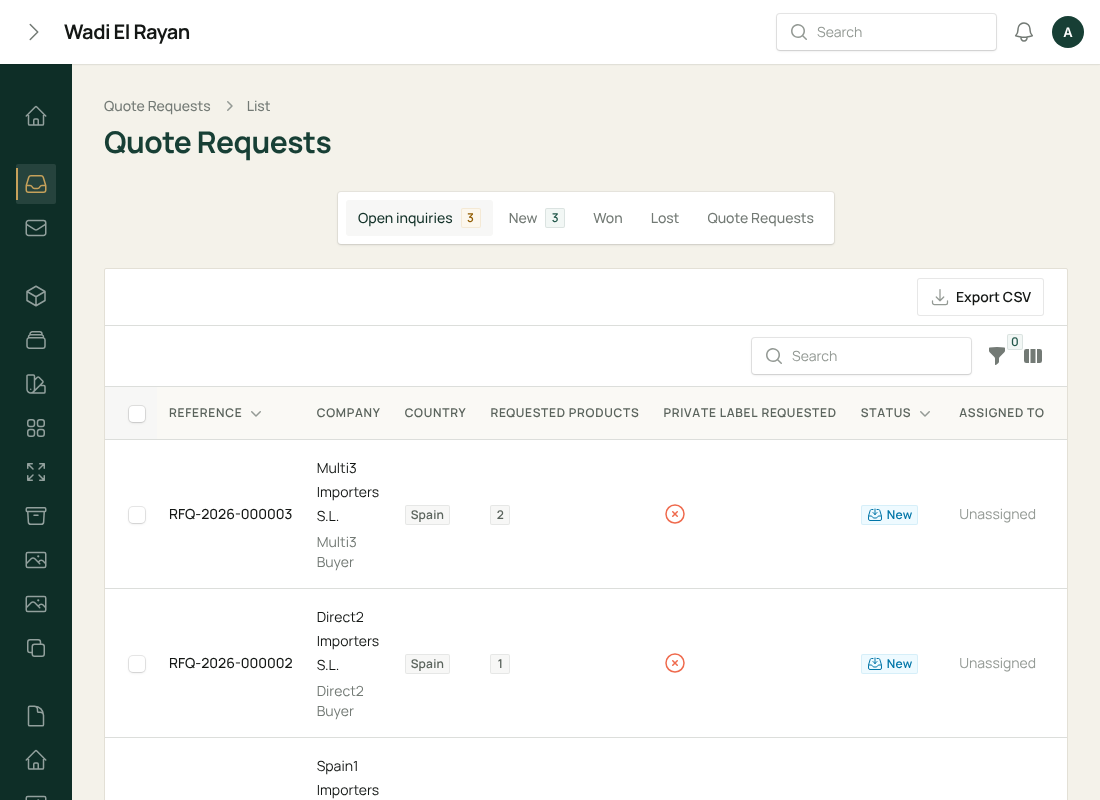 Wadi El Rayan
Search
A
Quote Requests
List
Quote Requests
Open inquiries 3
New 3
Won
Lost
Quote Requests
Export CSV
Search
0
REFERENCE COMPANY COUNTRY REQUESTED PRODUCTS PRIVATE LABEL REQUESTED STATUS ASSIGNED TO
RFQ-2026-000003
Multi3
Importers
S.L.
Multi3
Buyer
Spain
2
New
Unassigned
RFQ-2026-000002
Direct2
Importers
S.L.
Direct2
Buyer
Spain
1
New
Unassigned
Spain1
Importers